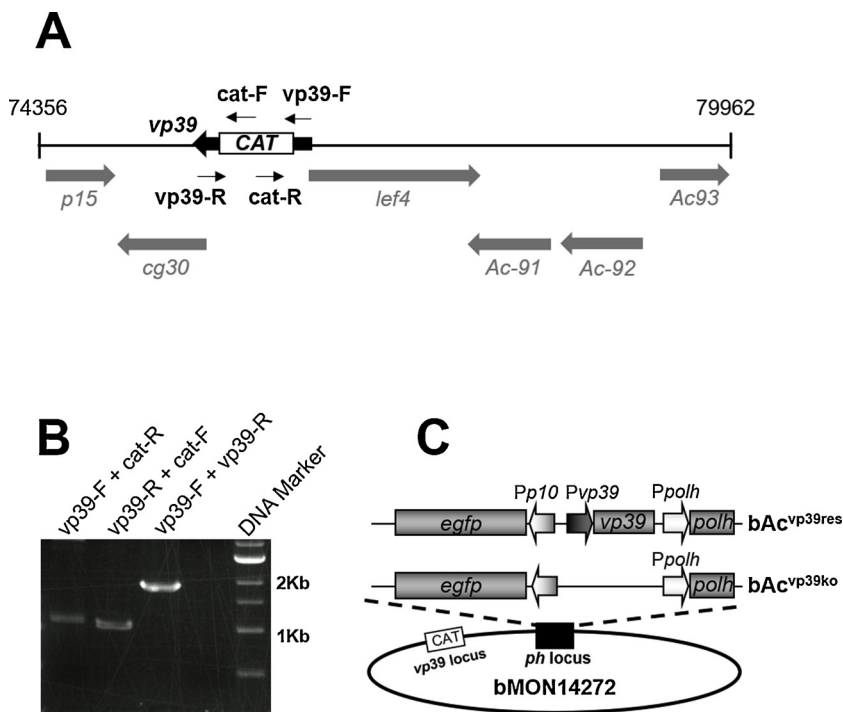 A
74356
cat-F
vp39-F
79962
vp39
CAT
vp39-R
cat-R
p15
lef4
Ac93
cg30
Ac-91
Ac-92
B
vp39-F + cat-R
vp39-R + cat-F
vp39-F + vp39-R
DNA Marker
2Kb
1Kb
C
Pp10 Pvp39 Ppolh
egfp vp39 polh bAcvp39res
Ppolh
egfp polh bAcvp39ko
CAT
vp39 locus
ph locus
bMON14272